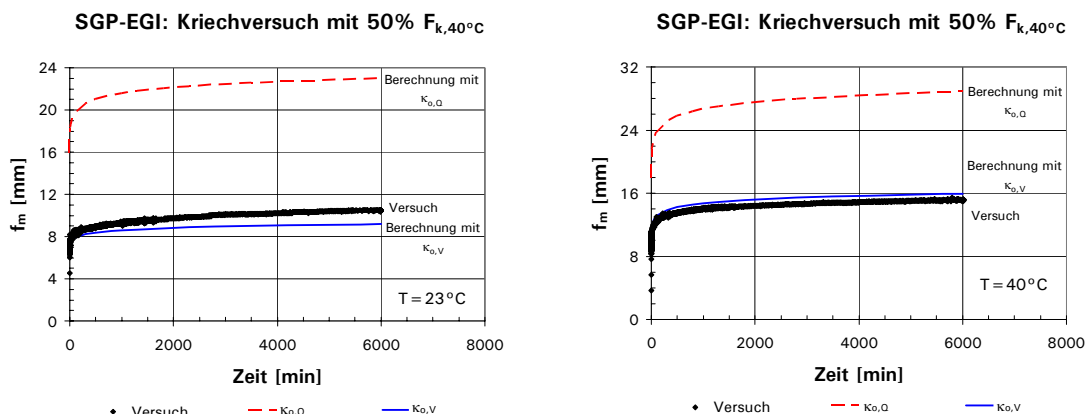 SGP-EGI: Kriechversuch mit 50% Fk,40°C
24
20
16
12
8
4
0
fm [mm]
Berechnung mit
κo,Q
Versuch
Berechnung mit
κo,V
T = 23°C
0 2000 4000 6000 8000
Zeit [min]
Versuch κo,Q κo,V
SGP-EGI: Kriechversuch mit 50% Fk,40°C
32
24
16
8
0
fm [mm]
Berechnung mit
κo,Q
Berechnung mit
κo,V
Versuch
T = 40°C
0 2000 4000 6000 8000
Zeit [min]
Versuch κo,Q κo,V